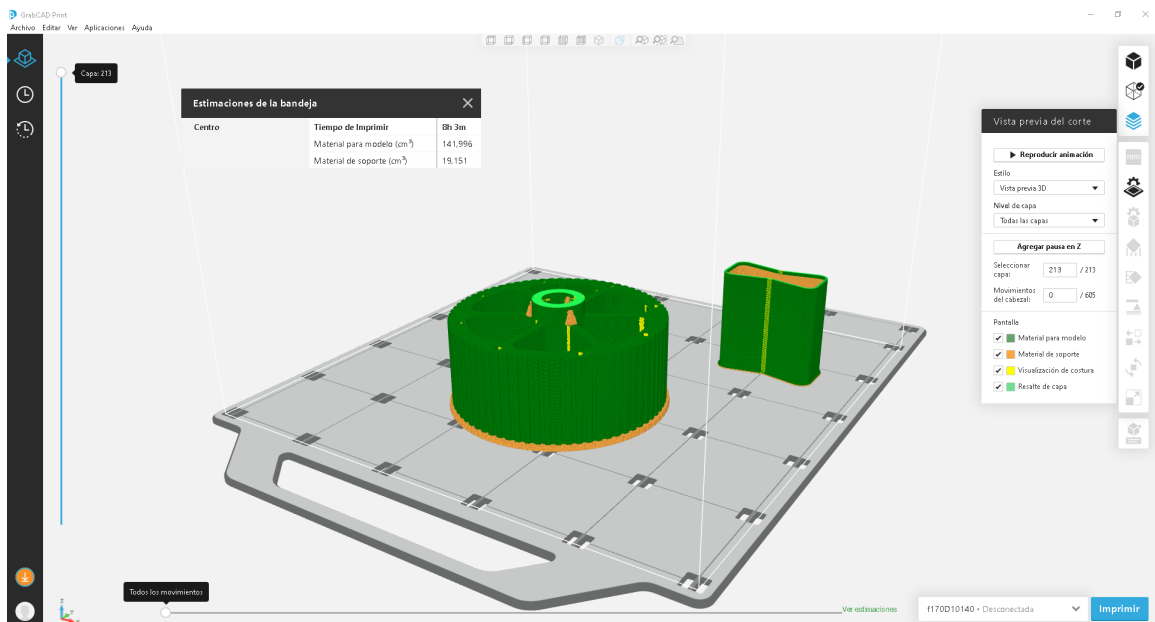 GrabCAD Print
Archivo Editar Ver Aplicaciones Ayuda
Capa: 213
Estimaciones de la bandeja
Centro Tiempo de Imprimir 8h 3m
Material para modelo (cm³) 141,996
Material de soporte (cm³) 19,151
Vista previa del corte
Reproducir animación
Estilo
Vista previa 3D
Nivel de capa
Todas las capas
Agregar pausa en Z
Seleccionar
capa: 213 / 213
Movimientos
del cabezal: 0 / 605
Pantalla
Material para modelo
Material de soporte
Visualización de costura
Resalte de capa
Todos los movimientos
Ver estimaciones
f170D10140 • Desconectada
Imprimir